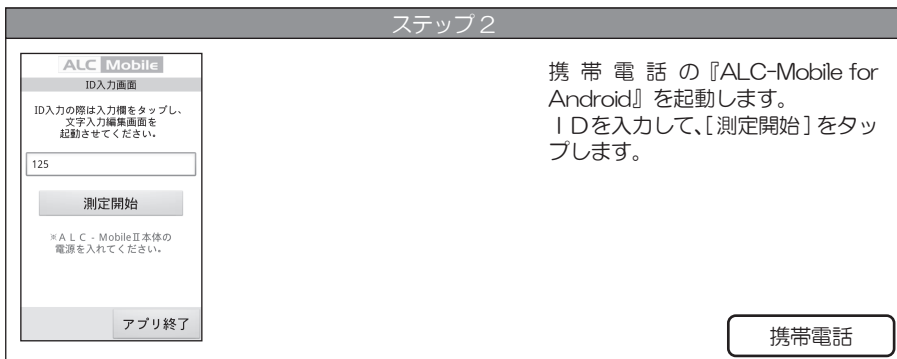 ステップ２
ALC Mobile
ID入力画面
ID入力の際は入力欄をタップし、
文字入力編集画面を
起動させてください。
125
測定開始
※ＡＬＣ-MobileⅡ本体の
電源を入れてください。
アプリ終了
携帯電話の『ALC-Mobile for
Android』を起動します。
ＩＤを入力して、[測定開始]をタッ
プします。
携帯電話